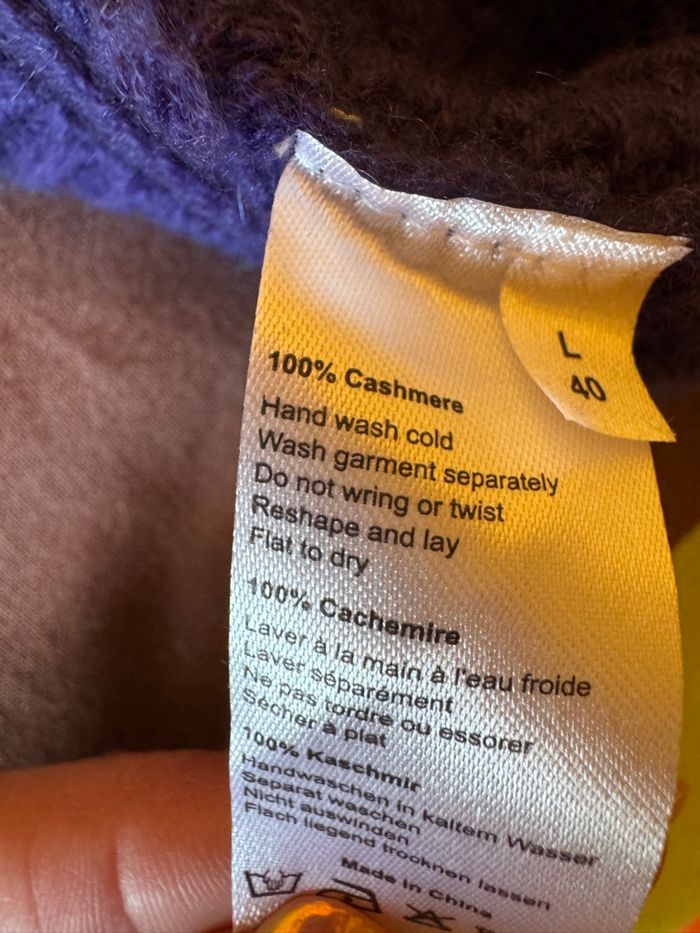 L
40
100% Cashmere
Hand wash cold
Wash garment separately
Do not wring or twist
Reshape and lay
Flat to dry
100% Cachemire
Laver à la main à l'eau froide
Laver séparément
Ne pas tordre ou essorer
Sécher à plat
100% Kaschmir
Handwaschen in kaltem Wasser
Separat waschen
Nicht auswinden
Flach liegend trocknen lassen
Made in China